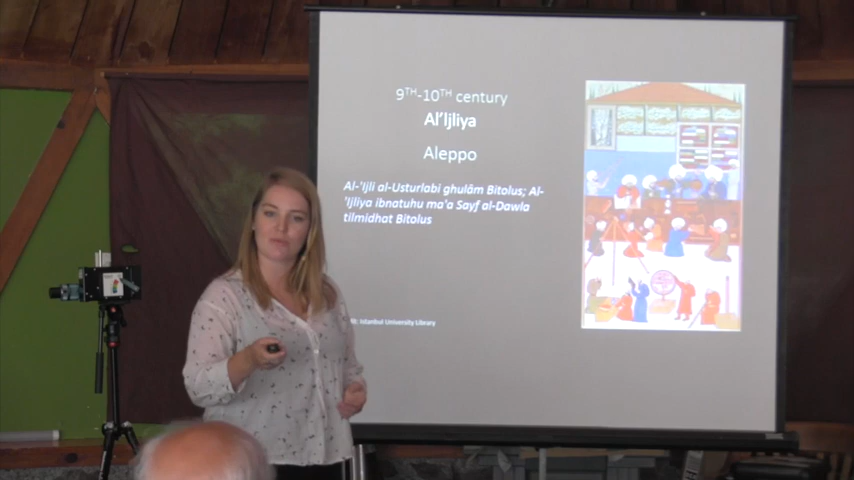 9TH-10TH century
Al'Ijliya
Aleppo
Al-'Ijli al-Usturlabi ghulām Bitolus; Al-
'Ijliya ibnatuhu ma'a Sayf al-Dawla
tilmidhat Bitolus
Istanbul University Library